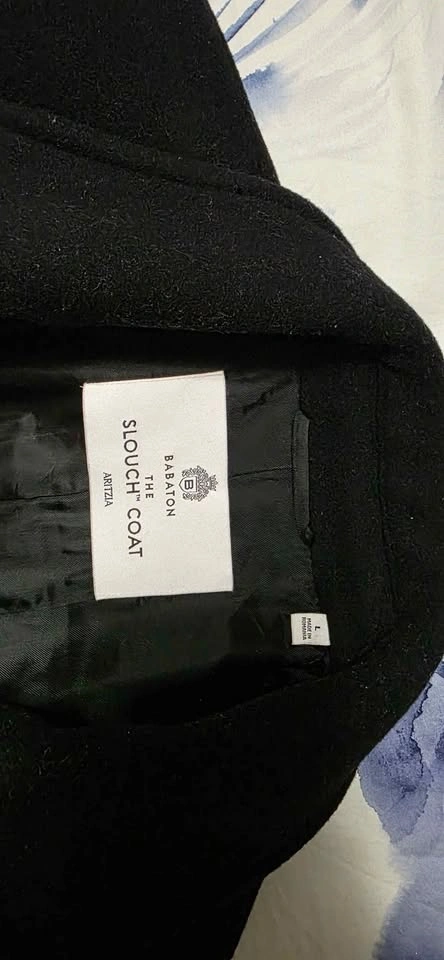 B
BABATON
THE
SLOUCH™ COAT
ARITZIA
L
MADE IN
ROMANIA